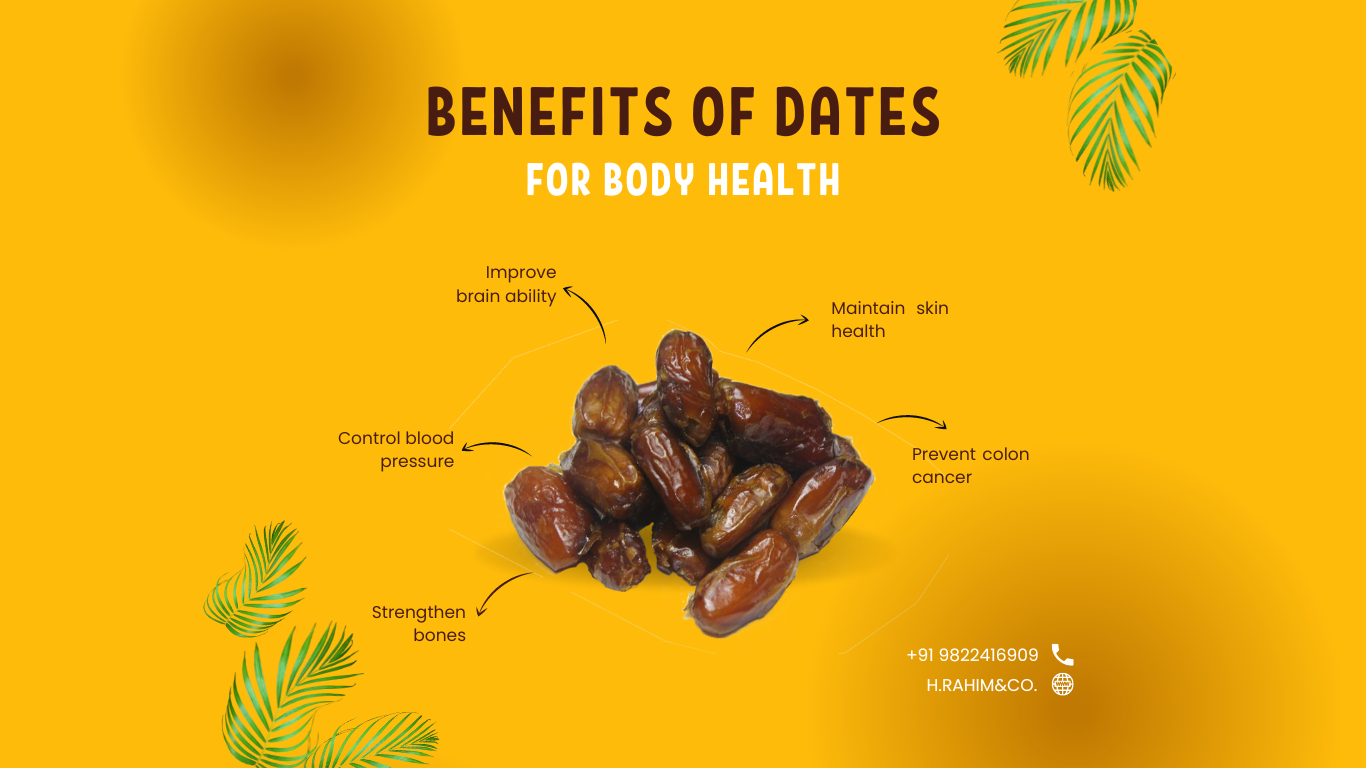 BENEFITS OF DATES
FOR BODY HEALTH
Improve
brain ability
Maintain skin
health
Control blood
pressure
Prevent colon
cancer
Strengthen
bones
+91 9822416909
H.RAHIM&CO.